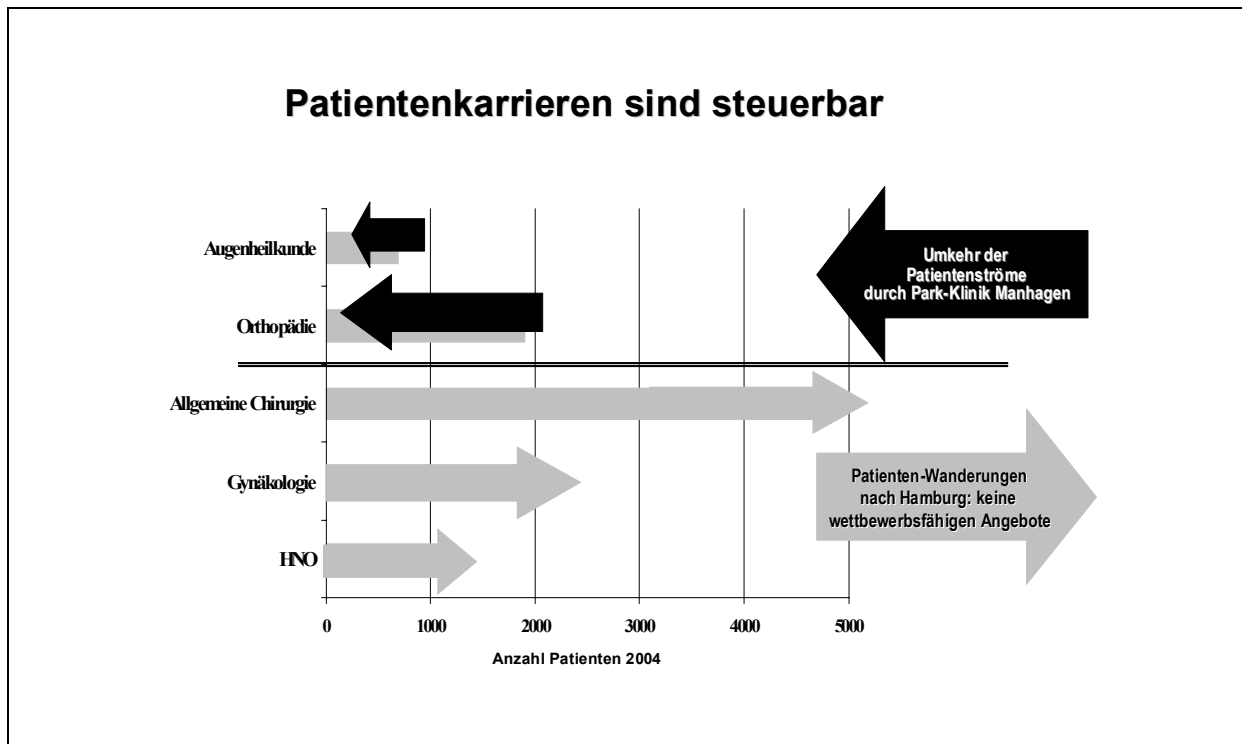 Patientenkarrieren sind steuerbar
Augenheilkunde
Orthopädie
Allgemeine Chirurgie
Gynäkologie
HNO
0 1000 2000 3000 4000 5000
Anzahl Patienten 2004
Umkehr der
Patientenströme
durch Park-Klinik Manhagen
Patienten-Wanderungen
nach Hamburg: keine
wettbewerbsfähigen Angebote